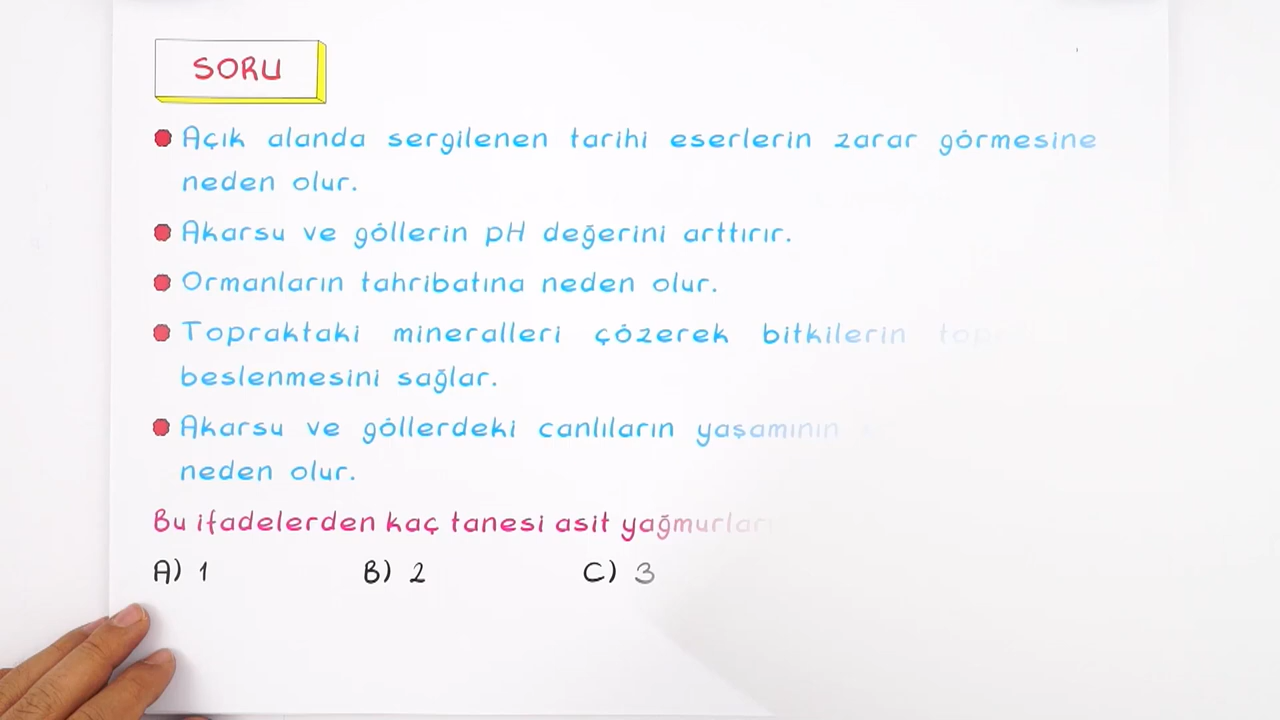 SORU
Açık alanda sergilenen tarihi eserlerin zarar görmesine
neden olur.
Akarsu ve göllerin pH değerini arttırır.
Ormanların tahribatına neden olur.
Topraktaki mineralleri çözerek bitkilerin
beslenmesini sağlar.
Akarsu ve göllerdeki canlıların yaşamının
neden olur.
Bu ifadelerden kaç tanesi asit
A) 1 B) 2 C) 3